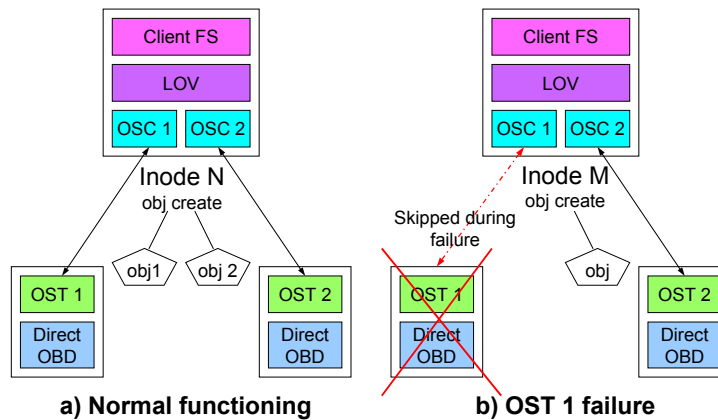 Client FS
LOV
OSC 1 OSC 2
Inode N
obj create
obj1 obj 2
OST 1
Direct
OBD
OST 2
Direct
OBD
a) Normal functioning
Client FS
LOV
OSC 1 OSC 2
Inode M
obj create
Skipped during
failure
obj
OST 1
Direct
OBD
OST 2
Direct
OBD
b) OST 1 failure